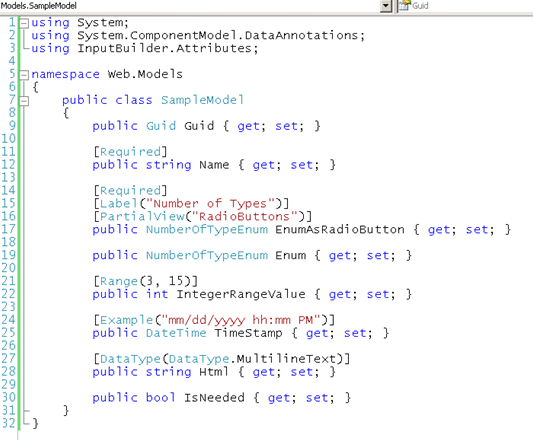 Models.SampleModel Guid
1 using System;
2 using System.ComponentModel.DataAnnotations;
3 using InputBuilder.Attributes;
4
5 namespace Web.Models
6 {
7 public class SampleModel
8 {
9 public Guid Guid { get; set; }
10
11 [Required]
12 public string Name { get; set; }
13
14 [Required]
15 [Label("Number of Types")]
16 [PartialView("RadioButtons")]
17 public NumberOfTypeEnum EnumAsRadioButton { get; set; }
18
19 public NumberOfTypeEnum Enum { get; set; }
20
21 [Range(3, 15)]
22 public int IntegerRangeValue { get; set; }
23
24 [Example("mm/dd/yyyy hh:mm PM")]
25 public DateTime TimeStamp { get; set; }
26
27 [DataType(DataType.MultilineText)]
28 public string Html { get; set; }
29
30 public bool IsNeeded { get; set; }
31 }
32 }